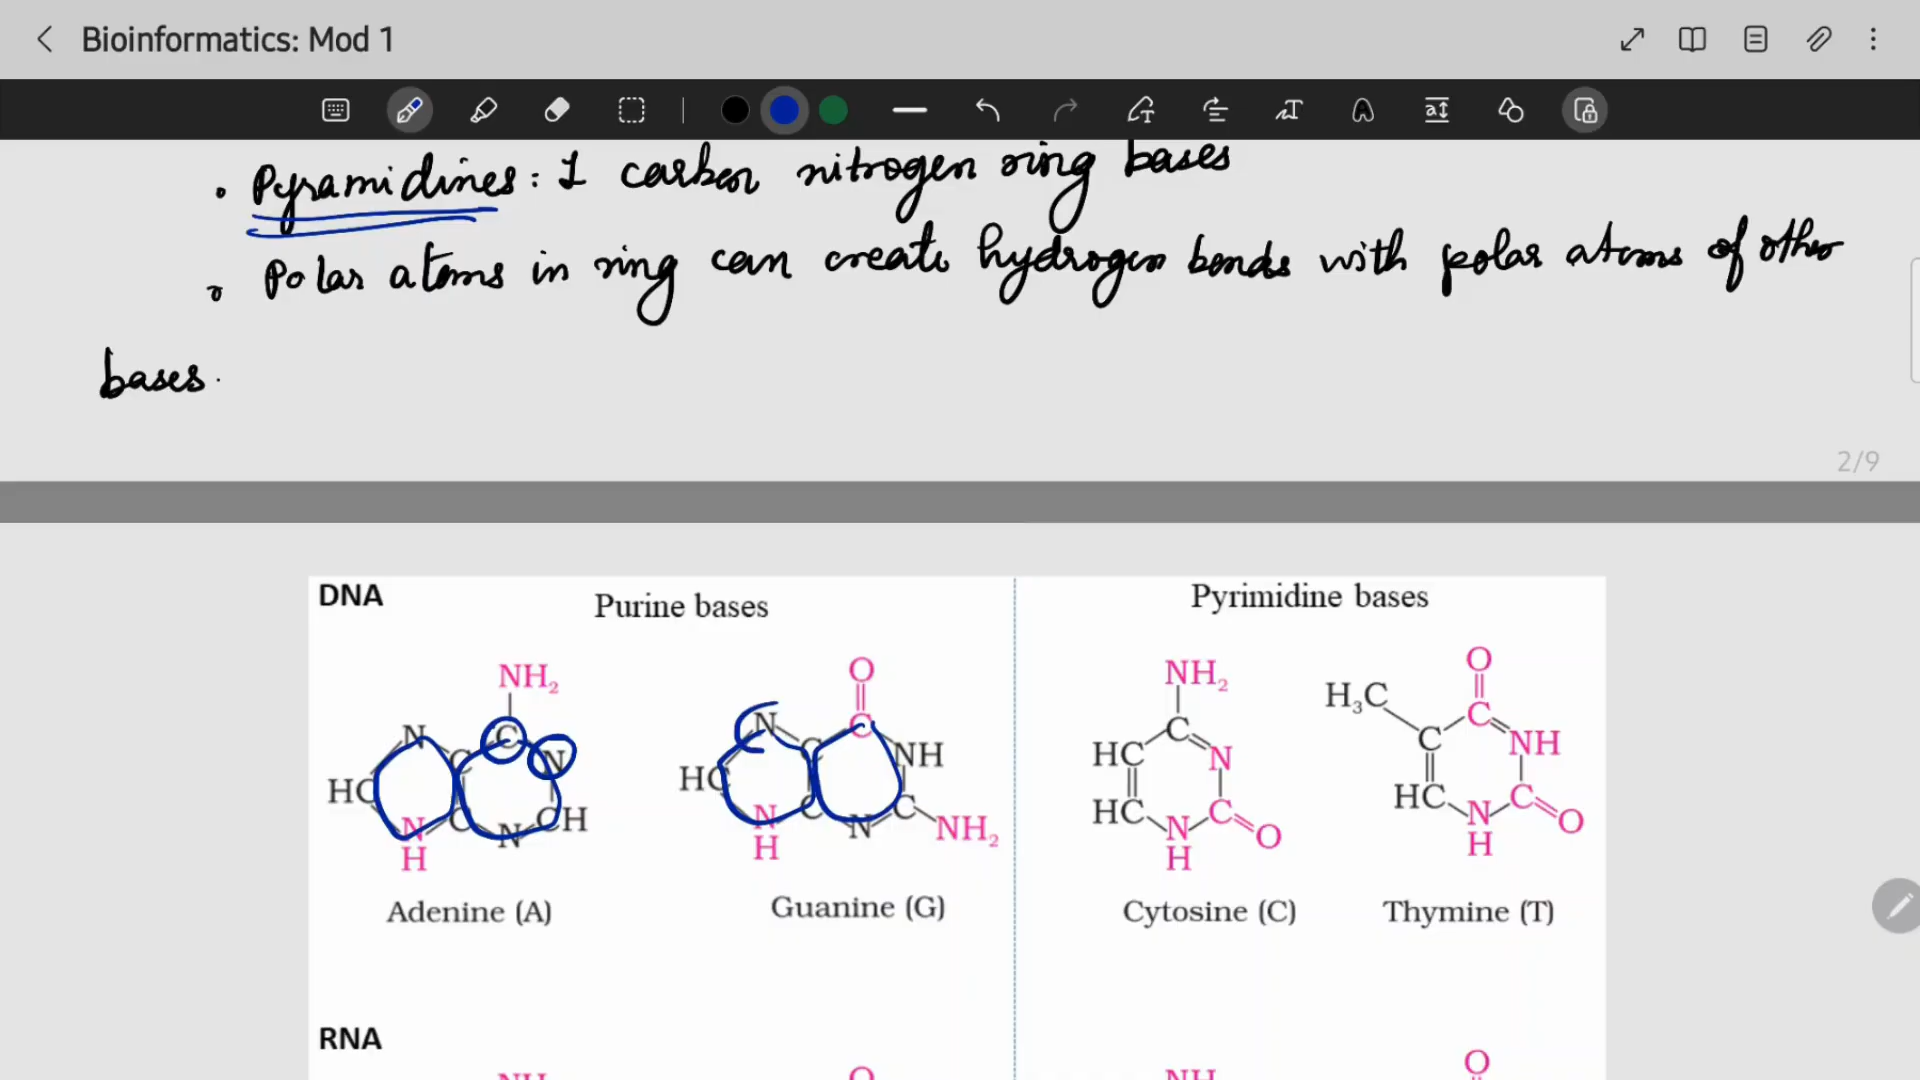 Bioinformatics: Mod 1
• Pyramidines: 1 carbon nitrogen ring bases
• Polar atoms in ring can create hydrogen bonds with polar atoms of other
bases.
2/9
DNA
Purine bases
Pyrimidine bases
NH₂
N
C
C
N
HC
C
N
CH
N
H
Adenine (A)
O
N
C
C
NH
HC
C
C
N
NH₂
N
H
Guanine (G)
NH₂
C
HC
N
HC
C
N
H
O
Cytosine (C)
O
H₃C
C
C
NH
HC
C
N
H
O
Thymine (T)
RNA
NH
O
NH
O